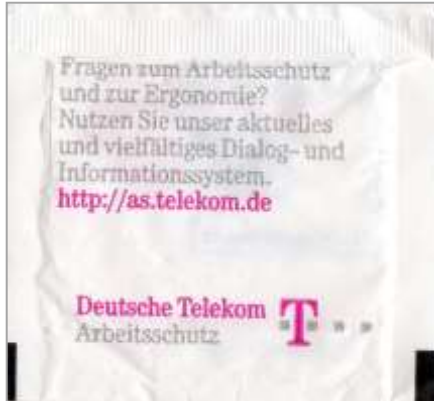 Fragen zum Arbeitsschutz
und zur Ergonomie?
Nutzen Sie unser aktuelles
und vielfältiges Dialog- und
Informationssystem.
http://as.telekom.de
Deutsche Telekom
Arbeitsschutz
T